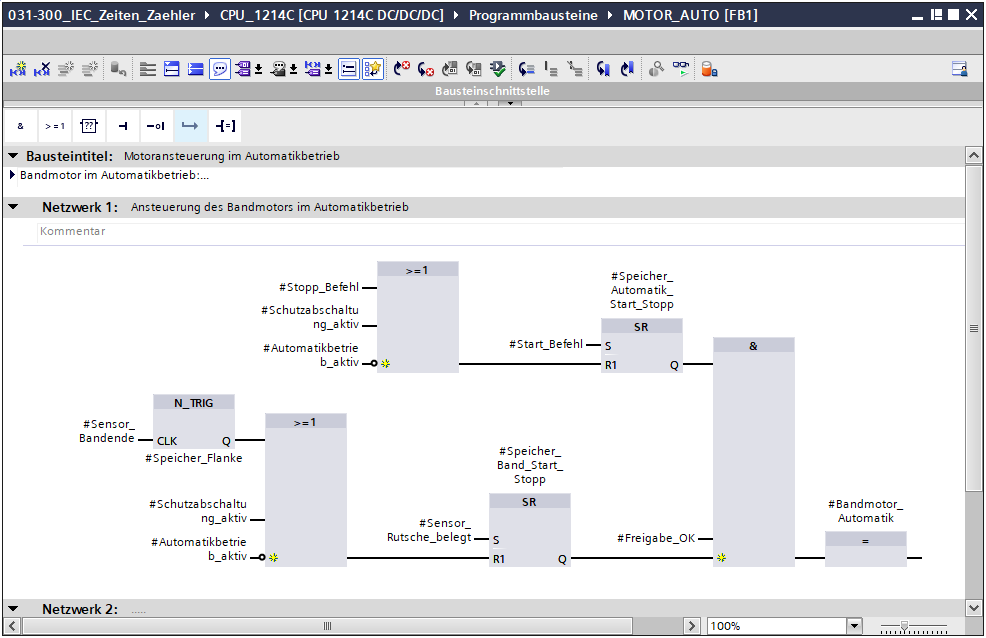 031-300_IEC_Zeiten_Zaehler CPU_1214C [CPU 1214C DC/DC/DC] Programmbausteine MOTOR_AUTO [FB1]
Bausteinschnittstelle
& >=1 ?? -o| -[=]
Bausteintitel: Motoransteuerung im Automatikbetrieb
Bandmotor im Automatikbetrieb:...
Netzwerk 1: Ansteuerung des Bandmotors im Automatikbetrieb
Kommentar
>=1
#Stopp_Befehl
#Schutzabschaltu
ng_aktiv
#Automatikbetrie
b_aktiv
#Speicher_
Automatik_
Start_Stopp
SR
#Start_Befehl S
R1 Q
&
N_TRIG
#Sensor_
Bandende CLK Q
#Speicher_Flanke
>=1
#Schutzabschaltu
ng_aktiv
#Automatikbetrie
b_aktiv
#Speicher_
Band_Start_
Stopp
SR
#Sensor_
Rutsche_belegt S
R1 Q
#Freigabe_OK
#Bandmotor_
Automatik
=
Netzwerk 2: .....
100%